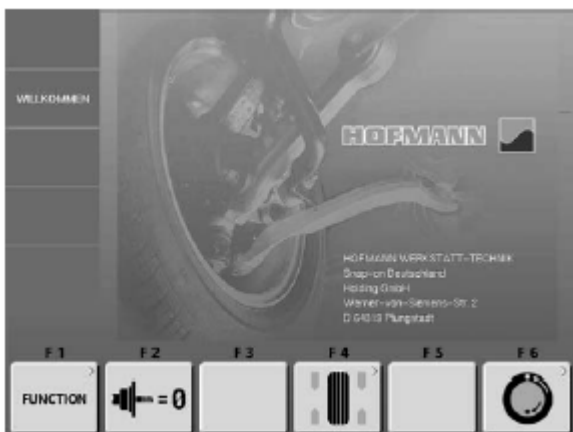 WILLKOMMEN
HOFMANN
HOFMANN WERKSTATT-TECHNIK
Snap-on Deutschland
Holding GmbH
Werner-von-Siemens-Str. 2
D 64319 Pfungstadt
F1 F2 F3 F4 F5 F6
FUNCTION =0